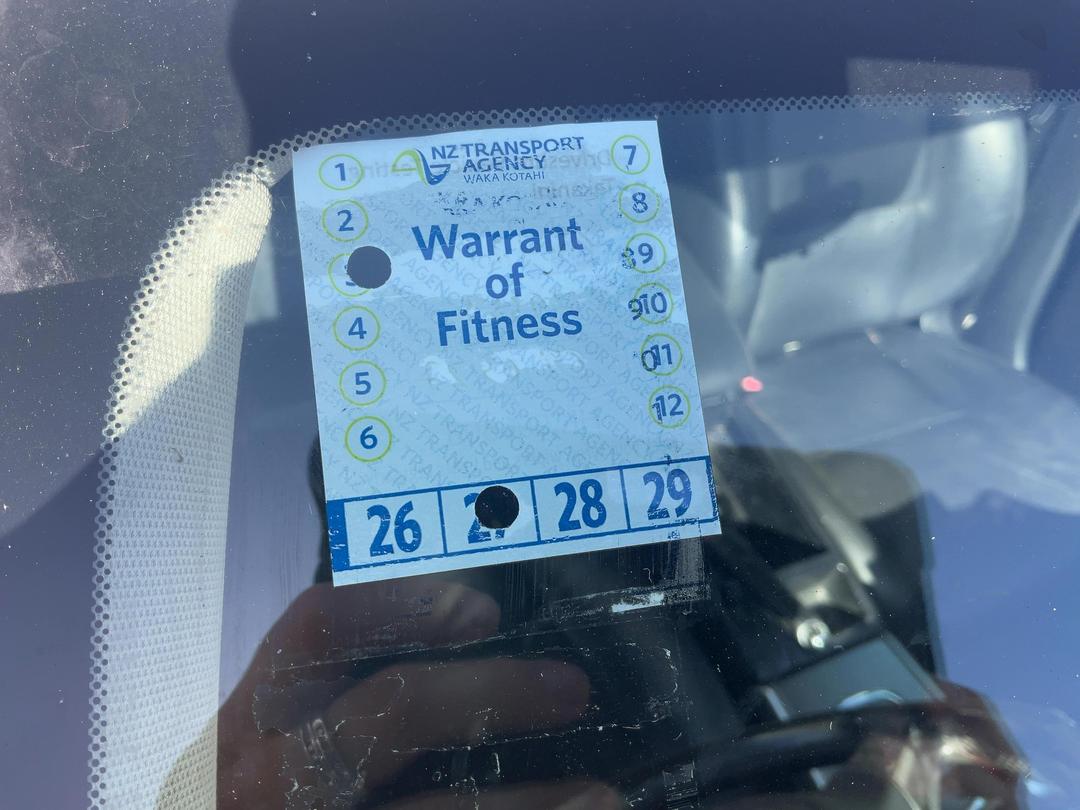 NZ TRANSPORT
AGENCY
WAKA KOTAHI
Warrant
of
Fitness
1
2
4
5
6
7
8
9
10
11
12
26
28
29